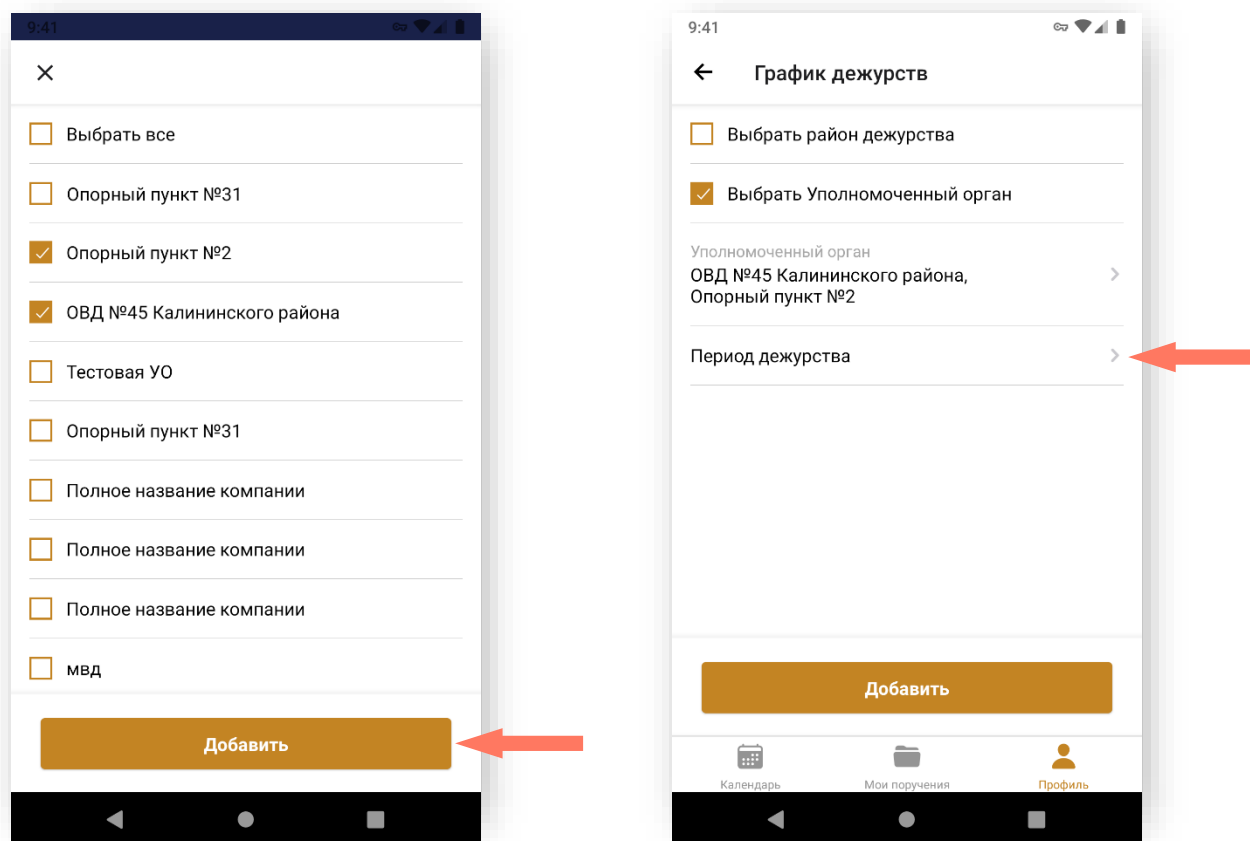 9:41
Выбрать все
Опорный пункт №31
Опорный пункт №2
ОВД №45 Калининского района
Тестовая УО
Опорный пункт №31
Полное название компании
Полное название компании
Полное название компании
мвд
Добавить
9:41
График дежурств
Выбрать район дежурства
Выбрать Уполномоченный орган
Уполномоченный орган
ОВД №45 Калининского района,
Опорный пункт №2
Период дежурства
Добавить
Календарь
Мои поручения
Профиль